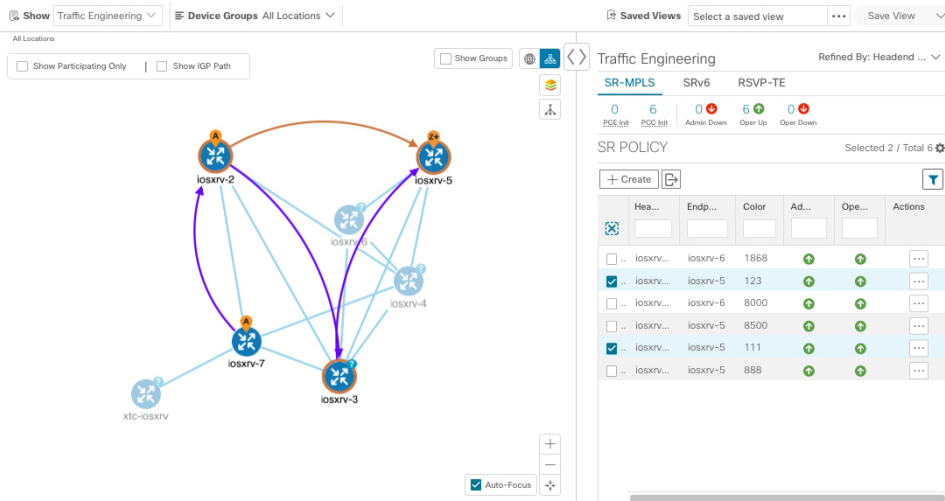 Show Traffic Engineering Device Groups All Locations Saved Views Select a saved view ... Save View
All Locations
Show Participating Only | Show IGP Path
Show Groups
Traffic Engineering Refined By: Headend ...
SR-MPLS SRv6 RSVP-TE
0 6 0 6 0
PCE Init PCC Init Admin Down Oper Up Oper Down
SR POLICY Selected 2 / Total 6
+ Create
Hea... Endp... Color Ad... Ope... Actions
.. iosxrv... iosxrv-6 1868 ...
.. iosxrv... iosxrv-5 123 ...
.. iosxrv... iosxrv-6 8000 ...
.. iosxrv... iosxrv-5 8500 ...
.. iosxrv... iosxrv-5 111 ...
.. iosxrv... iosxrv-5 888 ...
A
iosxrv-2
Z+
iosxrv-5
?
iosxrv-6
?
iosxrv-4
A
iosxrv-7
?
iosxrv-3
?
xtc-iosxrv
Auto-Focus